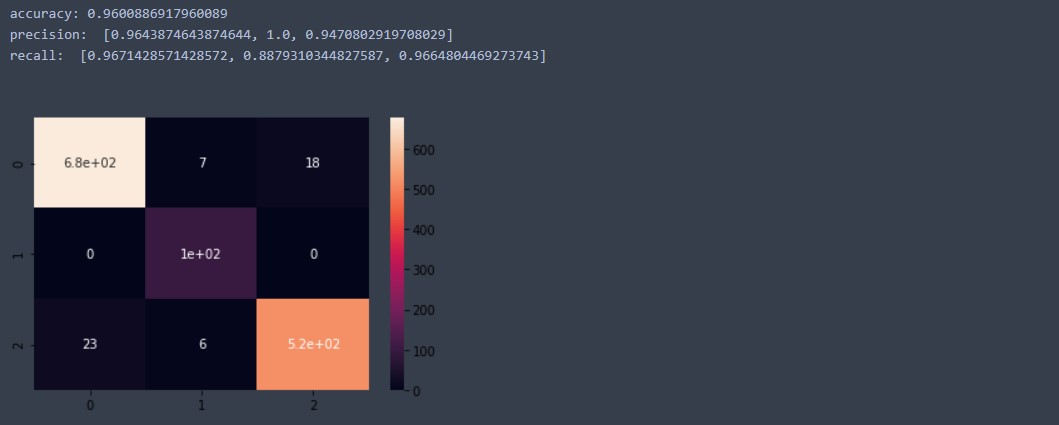 accuracy: 0.9600886917960089
precision:  [0.9643874643874644, 1.0, 0.9470802919708029]
recall:  [0.9671428571428572, 0.8879310344827587, 0.9664804469273743]
0 6.8e+02 7 18
1 0 1e+02 0
2 23 6 5.2e+02
0 1 2
600
500
400
300
200
100
0